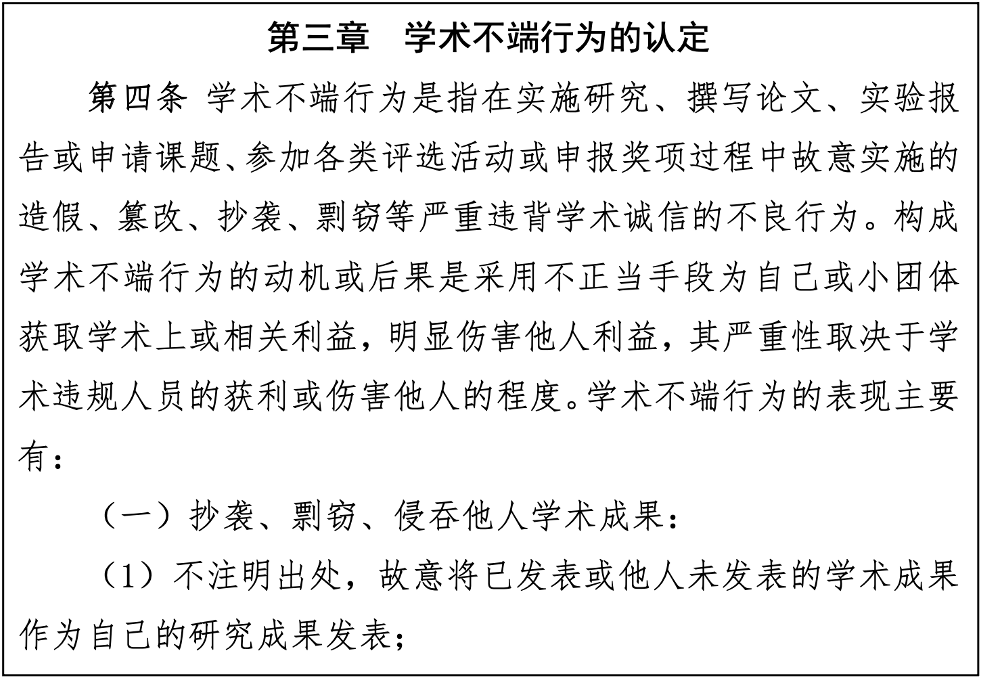 第三章　学术不端行为的认定
第四条 学术不端行为是指在实施研究、撰写论文、实验报
告或申请课题、参加各类评选活动或申报奖项过程中故意实施的
造假、篡改、抄袭、剽窃等严重违背学术诚信的不良行为。构成
学术不端行为的动机或后果是采用不正当手段为自己或小团体
获取学术上或相关利益，明显伤害他人利益，其严重性取决于学
术违规人员的获利或伤害他人的程度。学术不端行为的表现主要
有：
（一）抄袭、剽窃、侵吞他人学术成果：
（1）不注明出处，故意将已发表或他人未发表的学术成果
作为自己的研究成果发表；